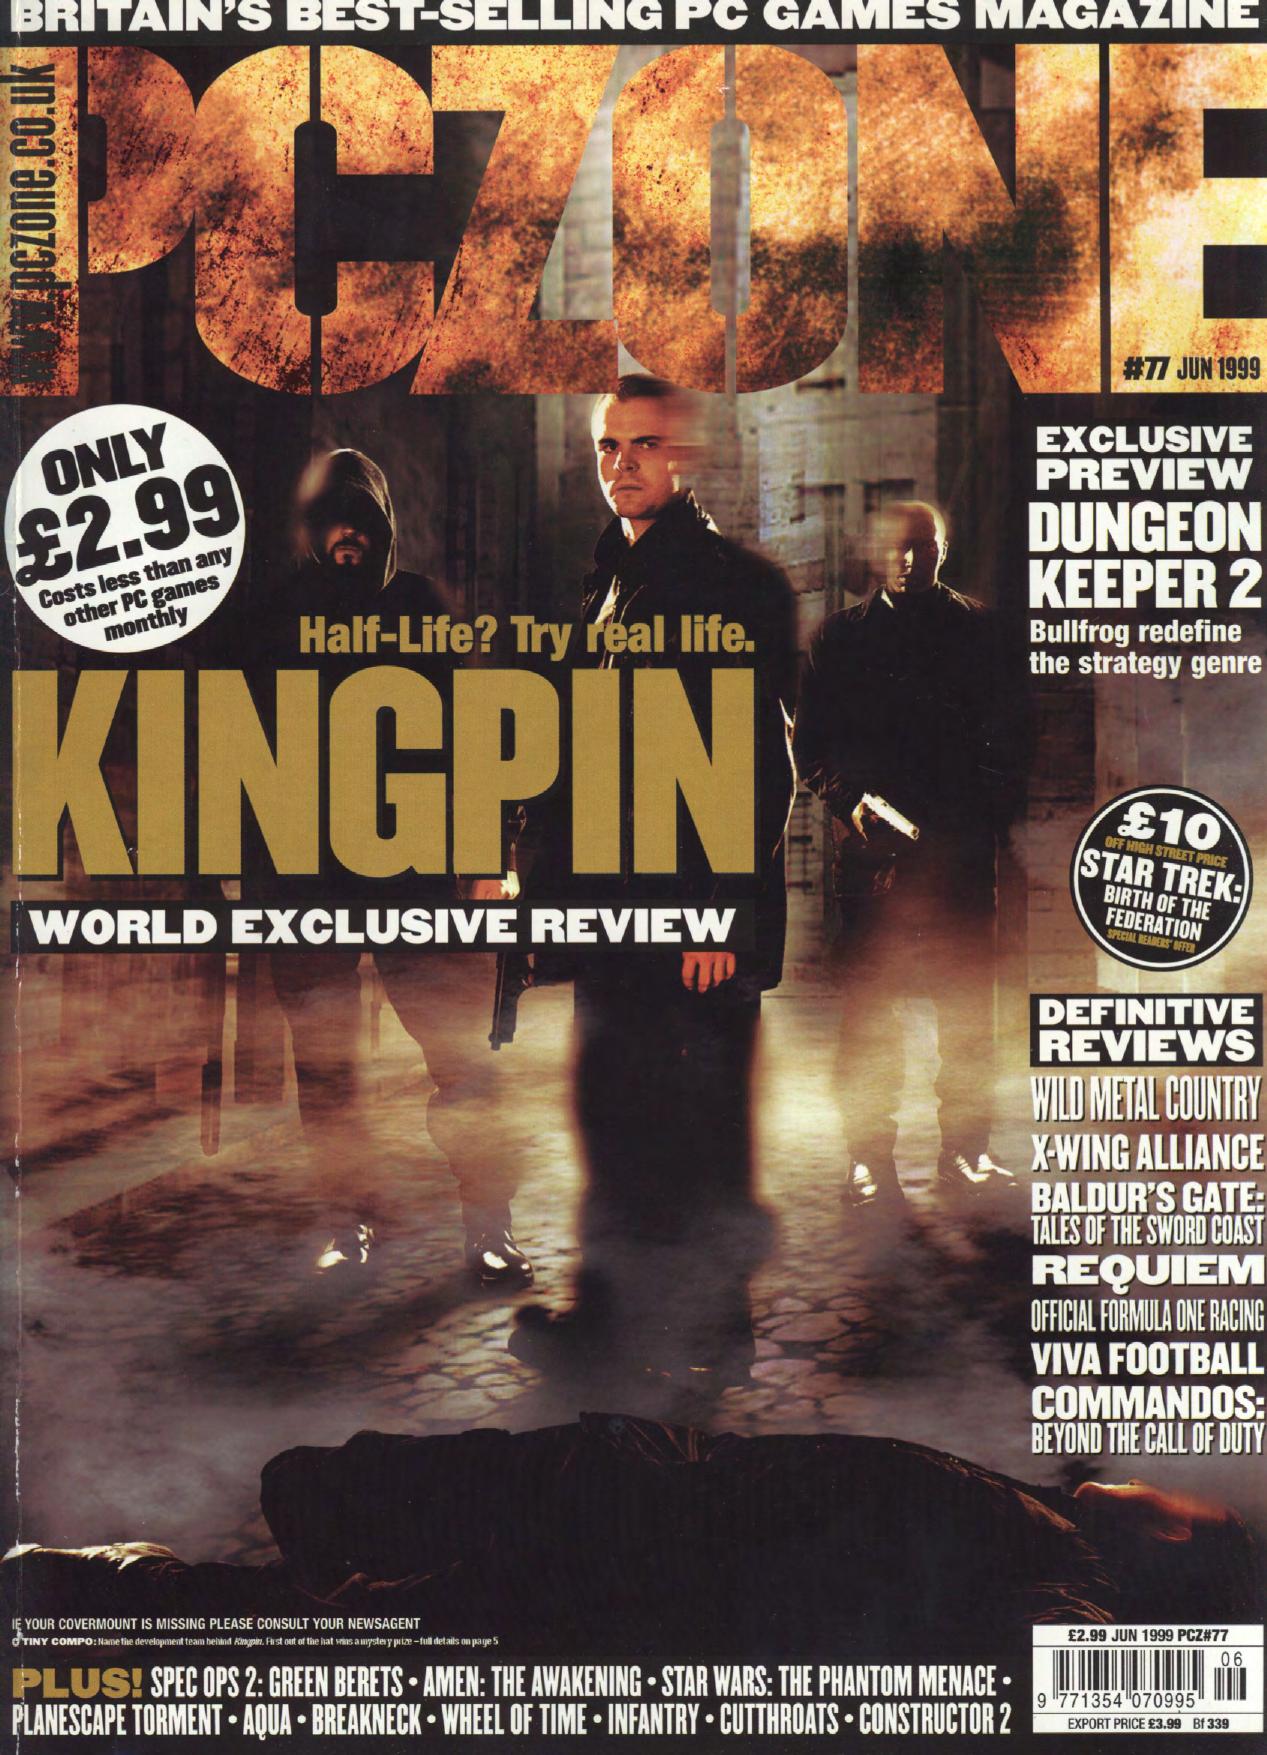 BRITAIN'S BEST-SELLING PC GAMES MAGAZINE
www.pczone.co.uk
PCZONE
#77 JUN 1999
ONLY
£2.99
Costs less than any
other PC games
monthly
EXCLUSIVE
PREVIEW
DUNGEON
KEEPER 2
Bullfrog redefine
the strategy genre
Half-Life? Try real life.
KINGPIN
WORLD EXCLUSIVE REVIEW
£10
OFF HIGH STREET PRICE
STAR TREK:
BIRTH OF THE
FEDERATION
SPECIAL READERS' OFFER
DEFINITIVE
REVIEWS
WILD METAL COUNTRY
X-WING ALLIANCE
BALDUR'S GATE:
TALES OF THE SWORD COAST
REQUIEM
OFFICIAL FORMULA ONE RACING
VIVA FOOTBALL
COMMANDOS:
BEYOND THE CALL OF DUTY
IF YOUR COVERMOUNT IS MISSING PLEASE CONSULT YOUR NEWSAGENT
TINY COMPO: Name the development team behind Kingpin. First out of the hat wins a mystery prize – full details on page 5
PLUS! SPEC OPS 2: GREEN BERETS • AMEN: THE AWAKENING • STAR WARS: THE PHANTOM MENACE •
PLANESCAPE TORMENT • AQUA • BREAKNECK • WHEEL OF TIME • INFANTRY • CUTTHROATS • CONSTRUCTOR 2
£2.99 JUN 1999 PCZ#77
06
9 771354 070995
EXPORT PRICE £3.99 Bf 339